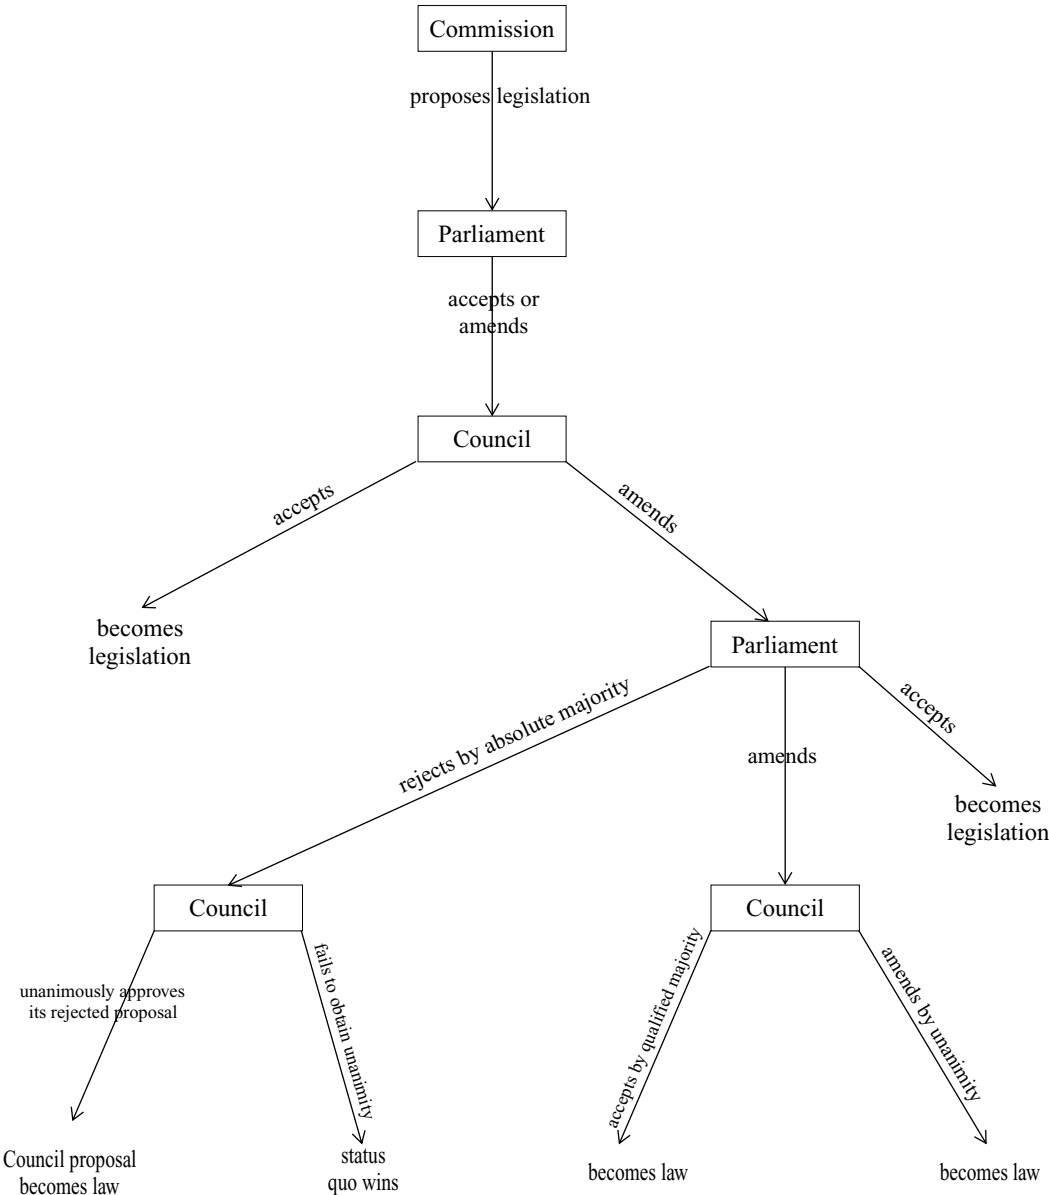 Commission
proposes legislation
Parliament
accepts or
amends
Council
accepts
amends
becomes
legislation
Parliament
rejects by absolute majority
amends
accepts
becomes
legislation
Council
Council
unanimously approves
its rejected proposal
fails to obtain unanimity
accepts by qualified majority
amends by unanimity
Council proposal
becomes law
status
quo wins
becomes law
becomes law